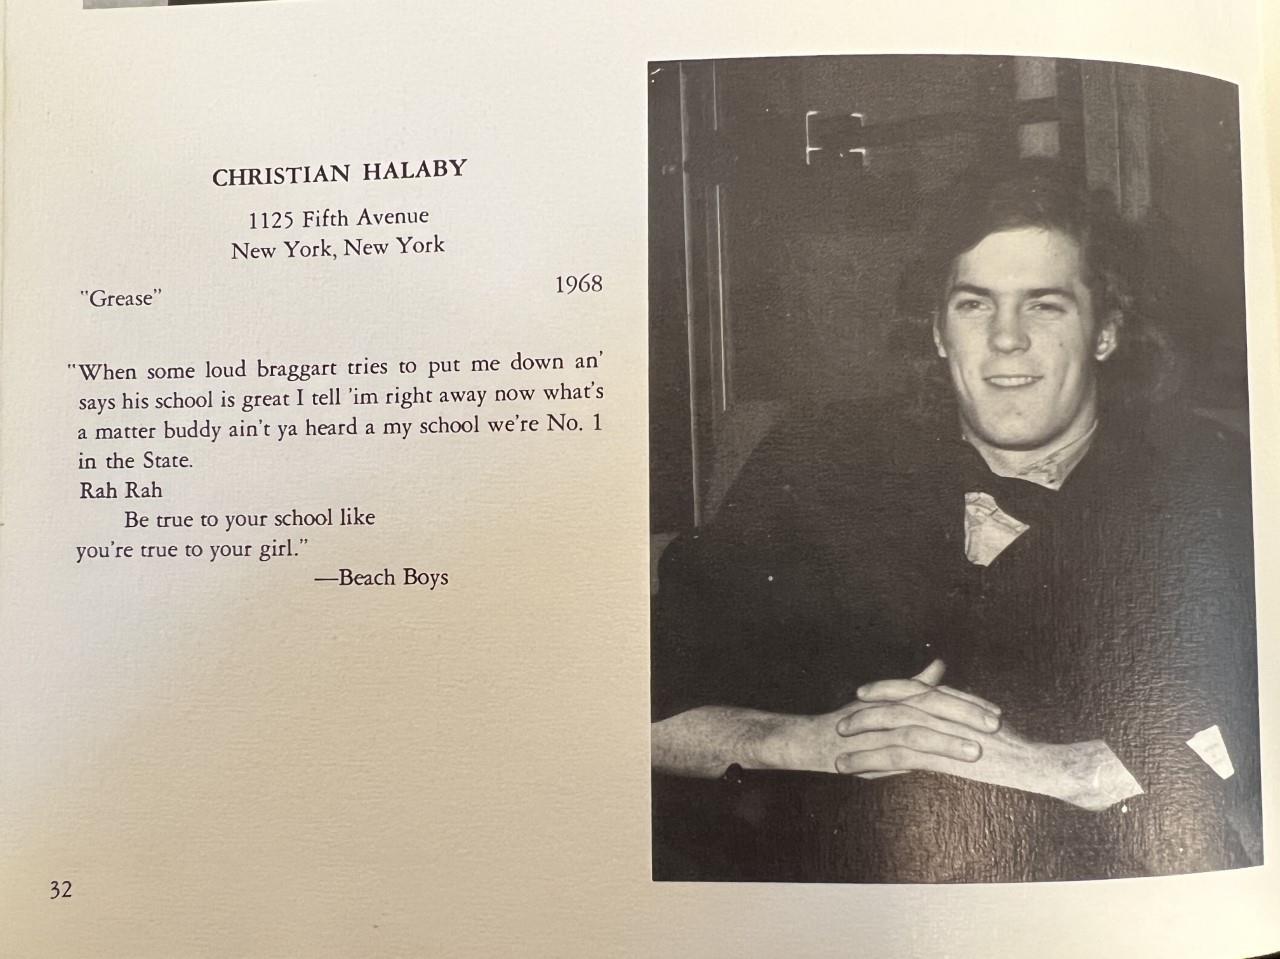 CHRISTIAN HALABY
1125 Fifth Avenue
New York, New York
"Grease" 1968
"When some loud braggart tries to put me down an'
says his school is great I tell 'im right away now what's
a matter buddy ain't ya heard a my school we're No. 1
in the State.
Rah Rah
Be true to your school like
you're true to your girl."
—Beach Boys
32